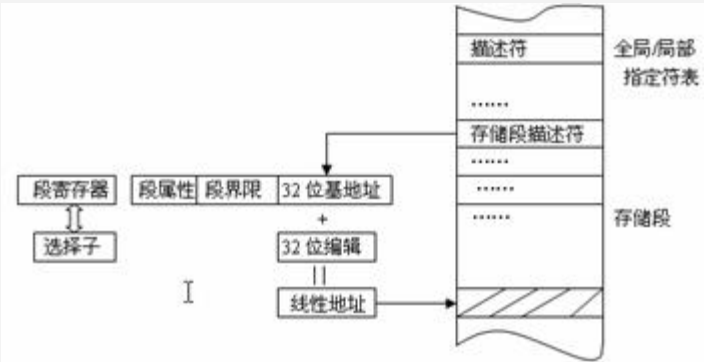 描述符
全局/局部
指定符表
……
存储段描述符
……
段寄存器
段属性
段界限
32 位基地址
……
+
……
存储段
选择子
32 位编辑
||
线性地址